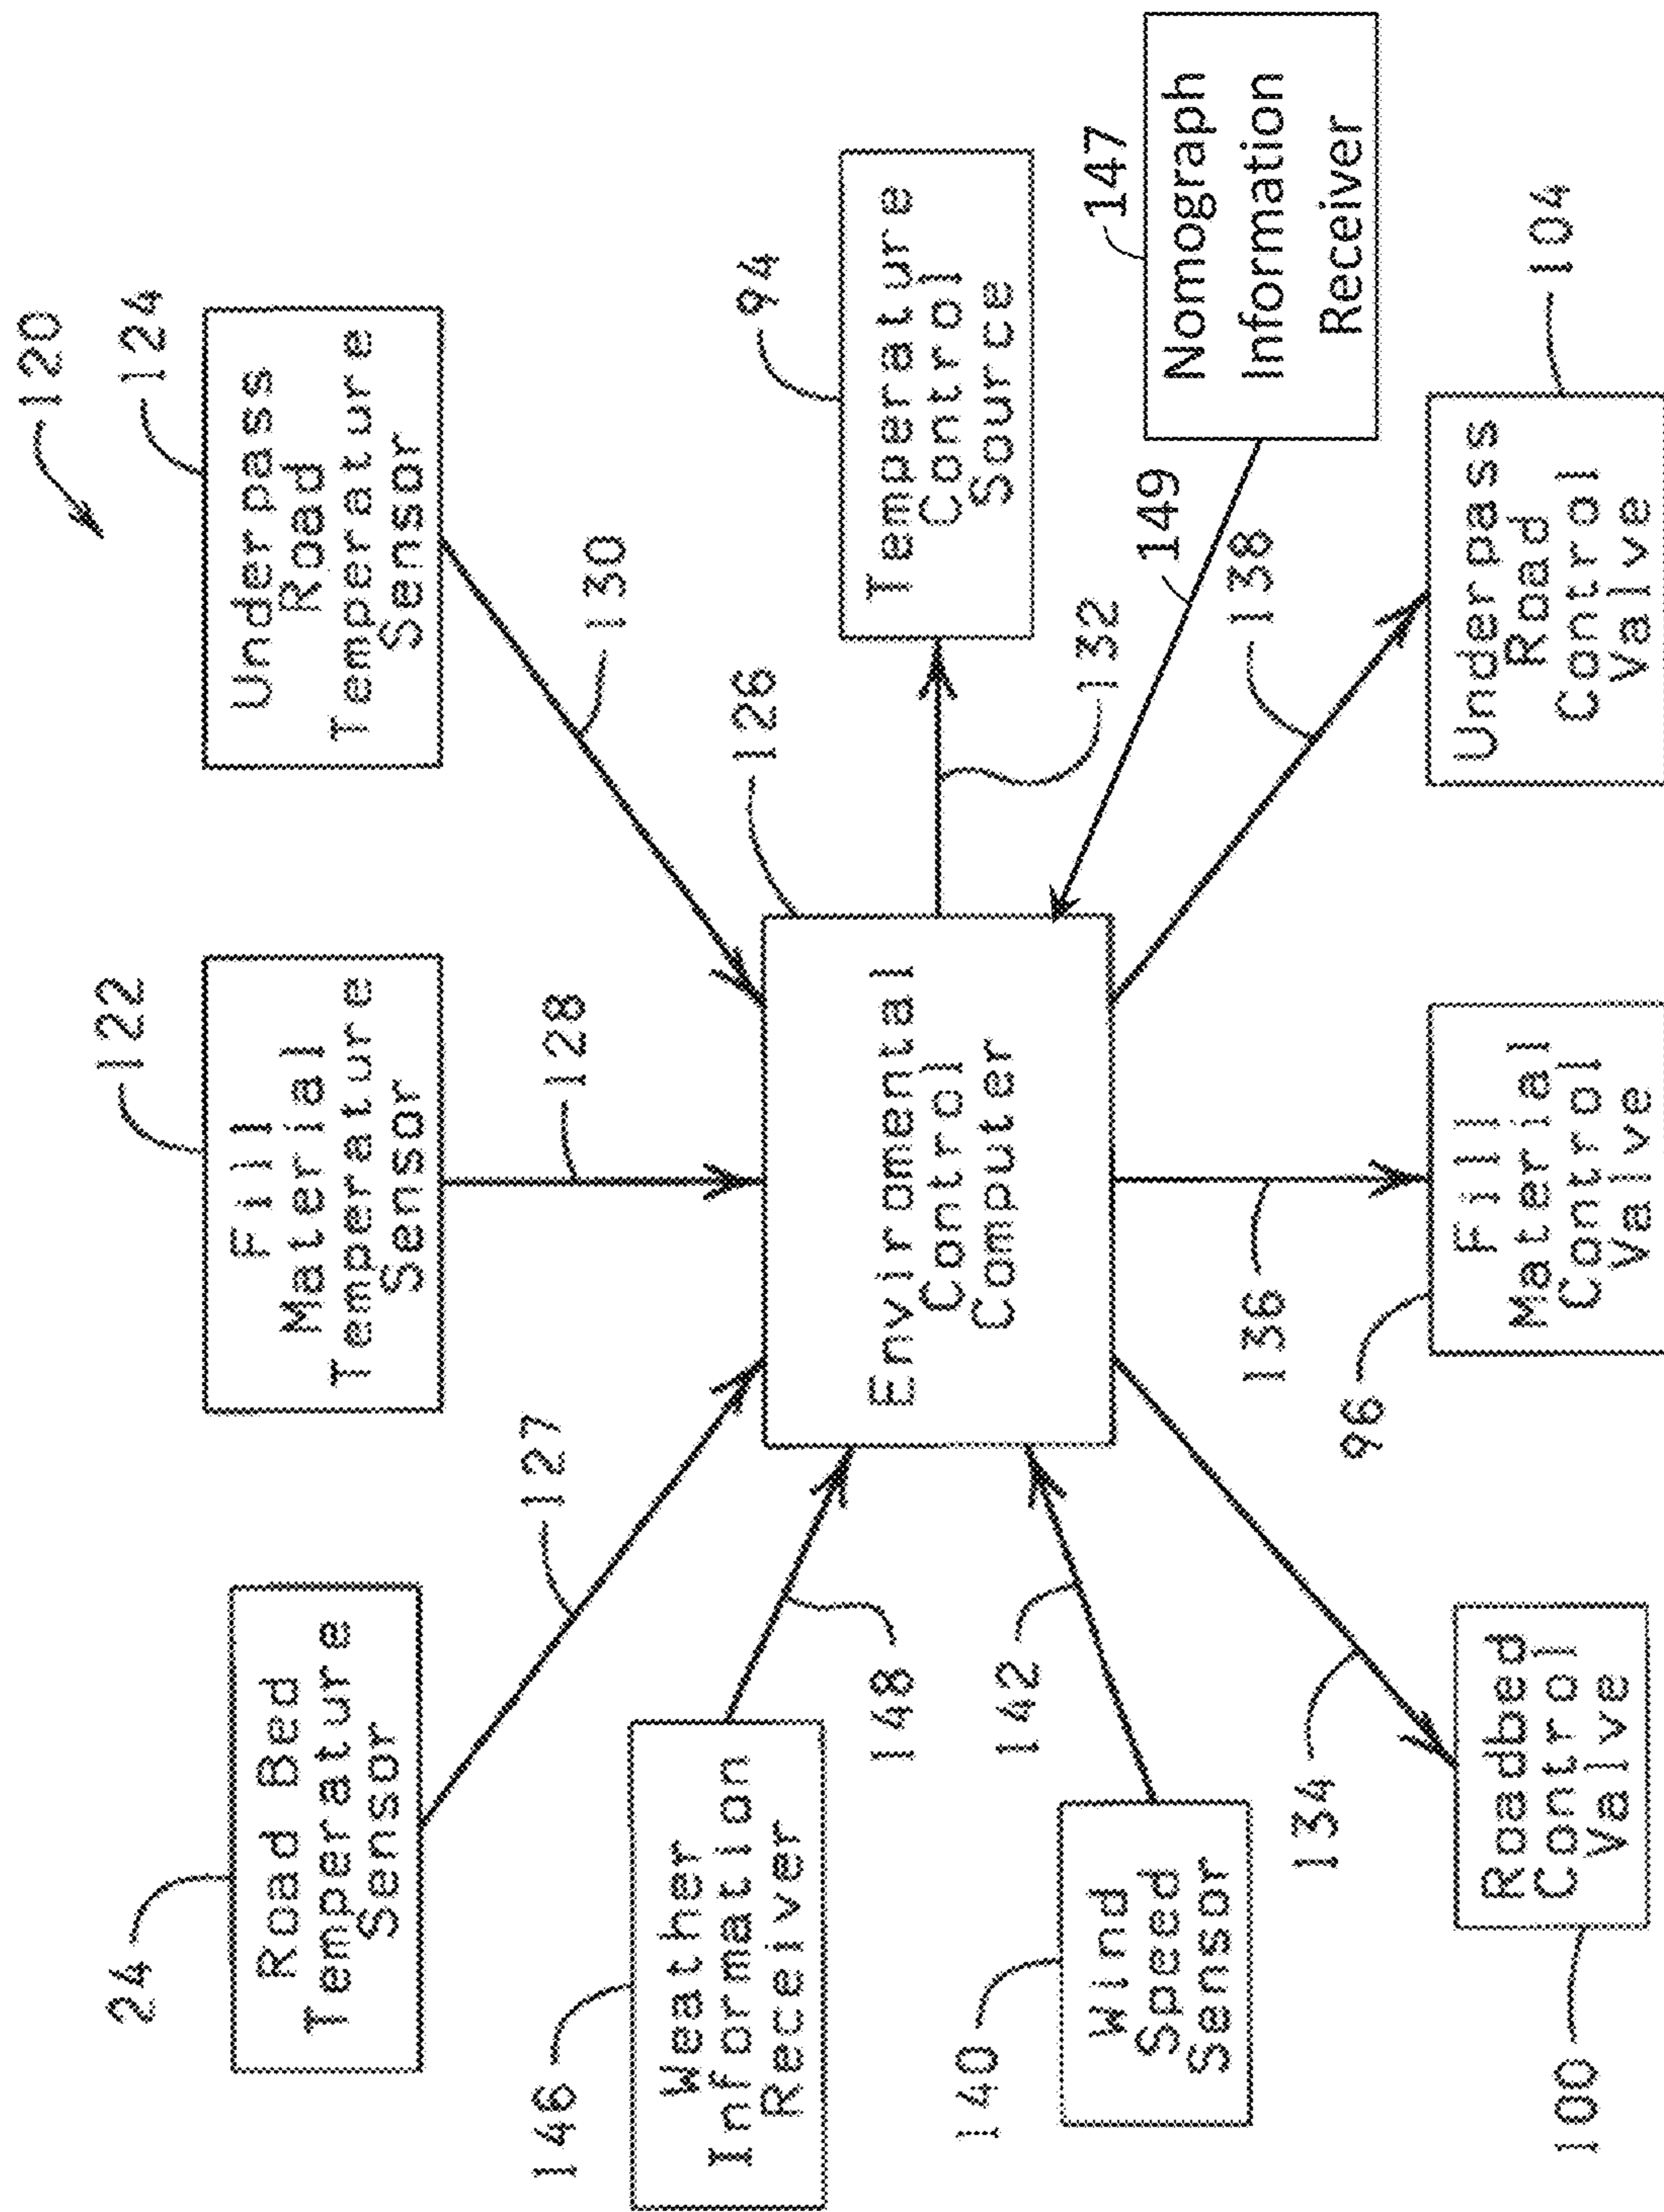 120
24
Road Bed
Temperature
Sensor
122
Fill
Material
Temperature
Sensor
124
Underpass
Road
Temperature
Sensor
127
128
130
146
Weather
Information
Receiver
148
126
Enviromental
Control
Computer
94
Temperature
Control
Source
132
140
Wind
Speed
Sensor
142
149
147
Nomograph
Information
Receiver
134
136
138
100
Roadbed
Control
Valve
96
Fill
Material
Control
Valve
104
Underpass
Road
Control
Valve